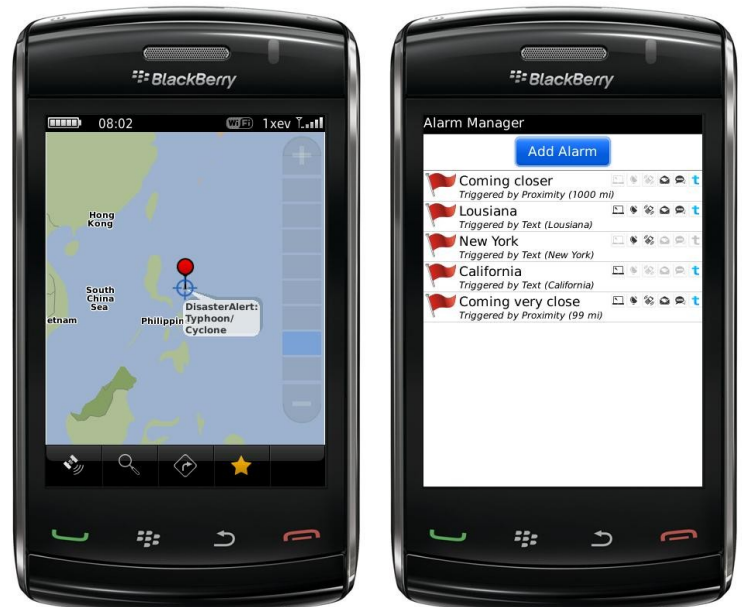 BlackBerry
08:02
WiFi
1xev
Hong
Kong
South
China
Sea
etnam
Philippin
DisasterAlert:
Typhoon/
Cyclone
BlackBerry
Alarm Manager
Add Alarm
Coming closer
Triggered by Proximity (1000 mi)
Lousiana
Triggered by Text (Lousiana)
New York
Triggered by Text (New York)
California
Triggered by Text (California)
Coming very close
Triggered by Proximity (99 mi)